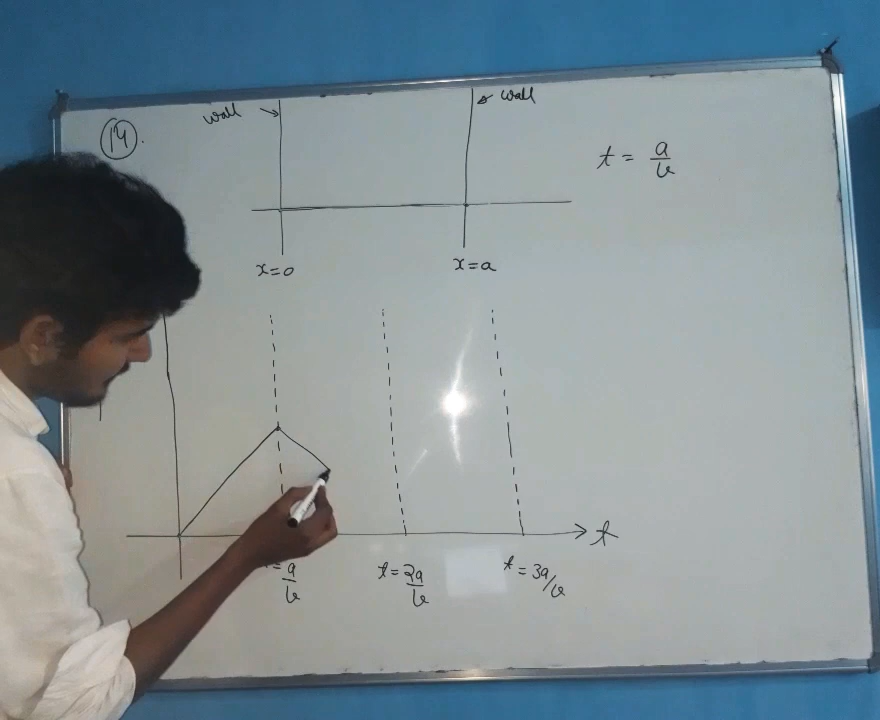 14.
wall
wall
t = a/v
x=0
x=a
t
= a/v
t = 2a/v
t = 3a/v